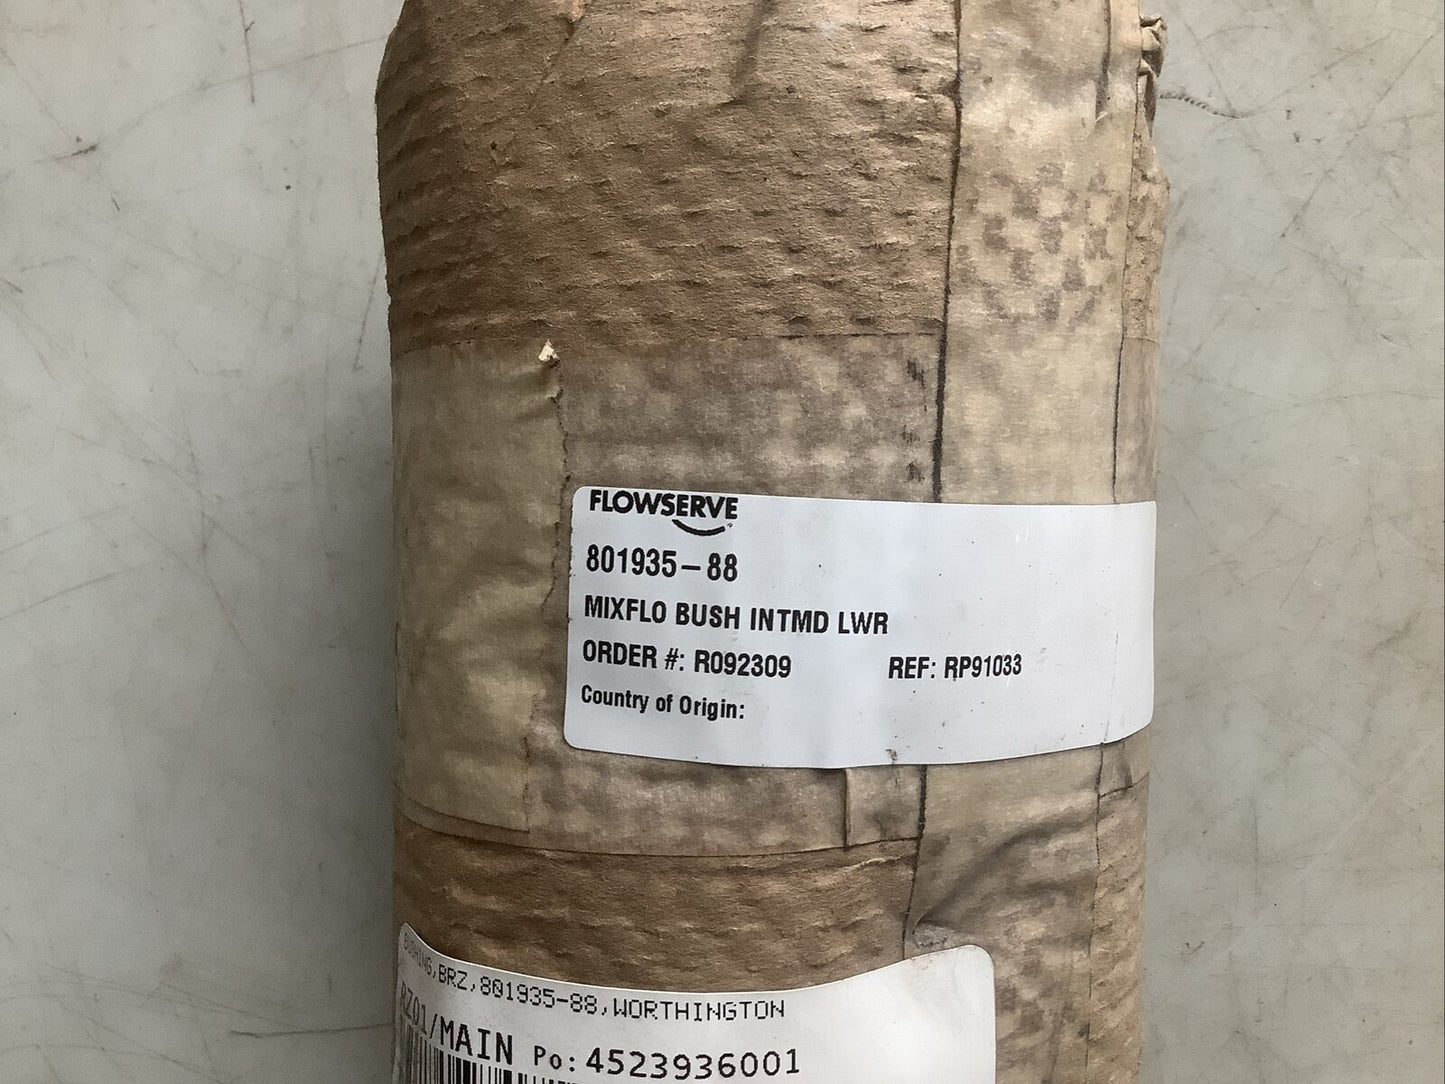 FLOWSERVE
801935-88
MIXFLO BUSH INTMD LWR
ORDER #: R092309 REF: RP91033
Country of Origin:
BUSHING,BRZ,801935-88,WORTHINGTON
RZ01/MAIN Po: 4523936001